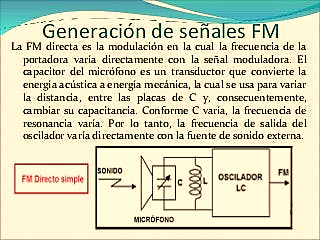 Generación de señales FM
La FM directa es la modulación en la cual la frecuencia de la
portadora varía directamente con la señal moduladora. El
capacitor del micrófono es un transductor que convierte la
energía acústica a energía mecánica, la cual se usa para variar
la distancia, entre las placas de C y, consecuentemente,
cambiar su capacitancia. Conforme C varía, la frecuencia de
resonancia varía. Por lo tanto, la frecuencia de salida del
oscilador varía directamente con la fuente de sonido externa.
FM Directo simple
SONIDO
C
L
OSCILADOR
LC
FM
MICRÓFONO